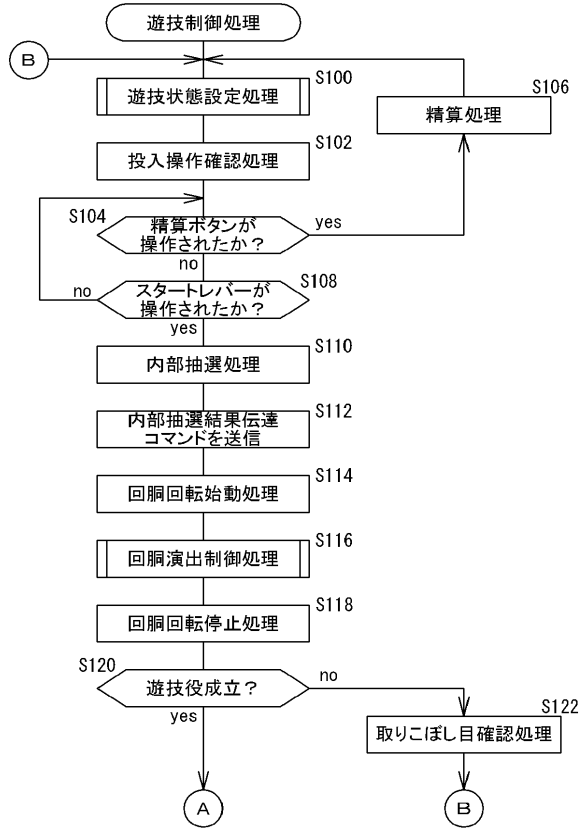 遊技制御処理
B
S100
遊技状態設定処理
S106
精算処理
S102
投入操作確認処理
S104
精算ボタンが
操作されたか？
yes
no
S108
スタートレバーが
操作されたか？
no
yes
S110
内部抽選処理
S112
内部抽選結果伝達
コマンドを送信
S114
回胴回転始動処理
S116
回胴演出制御処理
S118
回胴回転停止処理
S120
遊技役成立？
no
yes
S122
取りこぼし目確認処理
A
B